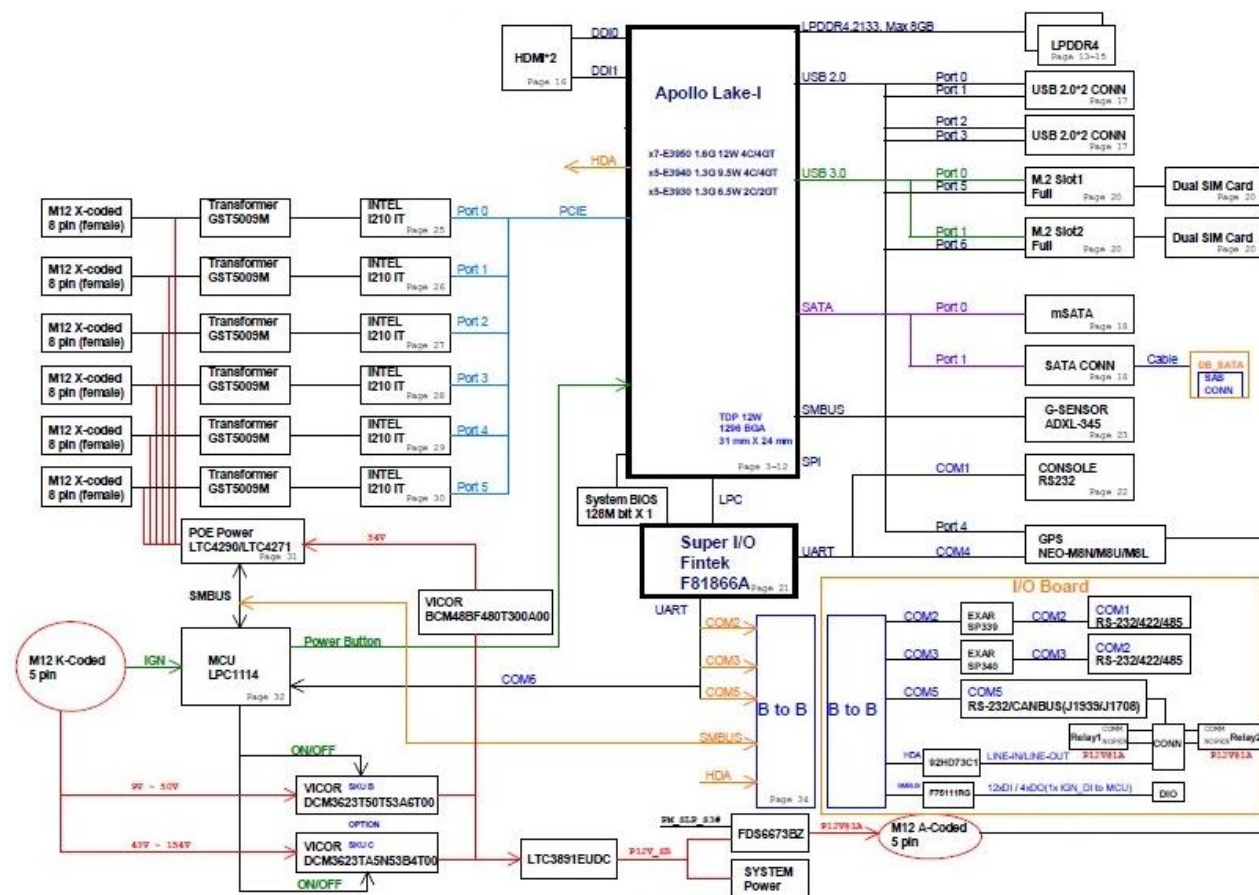 DDI0
HDMI*2
DDI1
Page 16
LPDDR4,2133, Max 8GB
LPDDR4
Page 13~15
Apollo Lake-I
x7-E3950 1.6G 12W 4C/4GT
x5-E3940 1.3G 9.5W 4C/4GT
x5-E3930 1.3G 6.5W 2C/2GT
TDP 12W
1296 BGA
31 mm X 24 mm
Page 3~12
USB 2.0
Port 0
Port 1
USB 2.0*2 CONN
Page 17
Port 2
Port 3
USB 2.0*2 CONN
Page 17
HDA
USB 3.0
Port 0
Port 5
M.2 Slot1
Full
Page 20
Dual SIM Card
Page 20
Port 1
Port 6
M.2 Slot2
Full
Page 20
Dual SIM Card
Page 20
M12 X-coded
8 pin (female)
Transformer
GST5009M
INTEL
I210 IT
Page 25
Port 0
PCIE
M12 X-coded
8 pin (female)
Transformer
GST5009M
INTEL
I210 IT
Page 26
Port 1
M12 X-coded
8 pin (female)
Transformer
GST5009M
INTEL
I210 IT
Page 27
Port 2
M12 X-coded
8 pin (female)
Transformer
GST5009M
INTEL
I210 IT
Page 28
Port 3
M12 X-coded
8 pin (female)
Transformer
GST5009M
INTEL
I210 IT
Page 29
Port 4
M12 X-coded
8 pin (female)
Transformer
GST5009M
INTEL
I210 IT
Page 30
Port 5
SATA
Port 0
mSATA
Page 18
Port 1
SATA CONN
Page 18
Cable
DB_SATA
SAS
CONN
SMBUS
G-SENSOR
ADXL-345
Page 23
SPI
System BIOS
128M bit X 1
LPC
COM1
CONSOLE
RS232
Page 22
Super I/O
Fintek
F81866A
Page 21
UART
Port 4
COM4
GPS
NEO-M8N/M8U/M8L
UART
POE Power
LTC4290/LTC4271
Page 31
54V
SMBUS
VICOR
BCM48BF480T300A00
M12 K-Coded
5 pin
IGN
MCU
LPC1114
Page 32
Power Button
COM6
COM2
COM3
COM5
SMBUS
HDA
B to B
Page 34
I/O Board
B to B
COM2
EXAR
SP339
COM2
COM1
RS-232/422/485
COM3
EXAR
SP340
COM3
COM2
RS-232/422/485
COM5
COM5
RS-232/CANBUS(J1939/J1708)
Relay1
COMM
P12V81A
CONN
COMM
Relay2
P12V81A
HDA
92HD73C1
LINE-IN/LINE-OUT
SMBUS
F75111RG
12xDI / 4xDO(1x IGN_DI to MCU)
DIO
ON/OFF
9V ~ 50V
VICOR SKU B
DCM3623T50T53A6T00
OPTION
43V ~ 154V
VICOR SKU C
DCM3623TA5N53B4T00
ON/OFF
LTC3891EUDC
P12V_SB
PM_SLP_S3#
FDS6673BZ
P12V81A
M12 A-Coded
5 pin
SYSTEM
Power